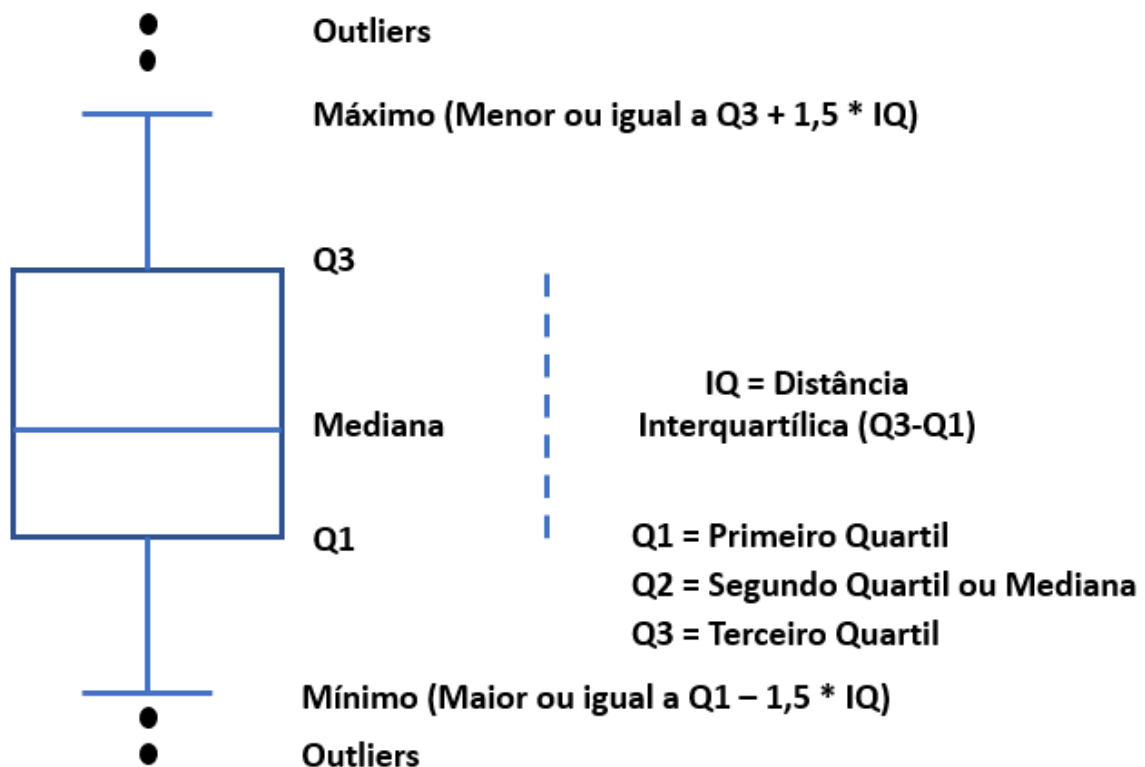 Outliers
Máximo (Menor ou igual a Q3 + 1,5 * IQ)
Q3
IQ = Distância
Interquartílica (Q3-Q1)
Mediana
Q1
Q1 = Primeiro Quartil
Q2 = Segundo Quartil ou Mediana
Q3 = Terceiro Quartil
Mínimo (Maior ou igual a Q1 – 1,5 * IQ)
Outliers